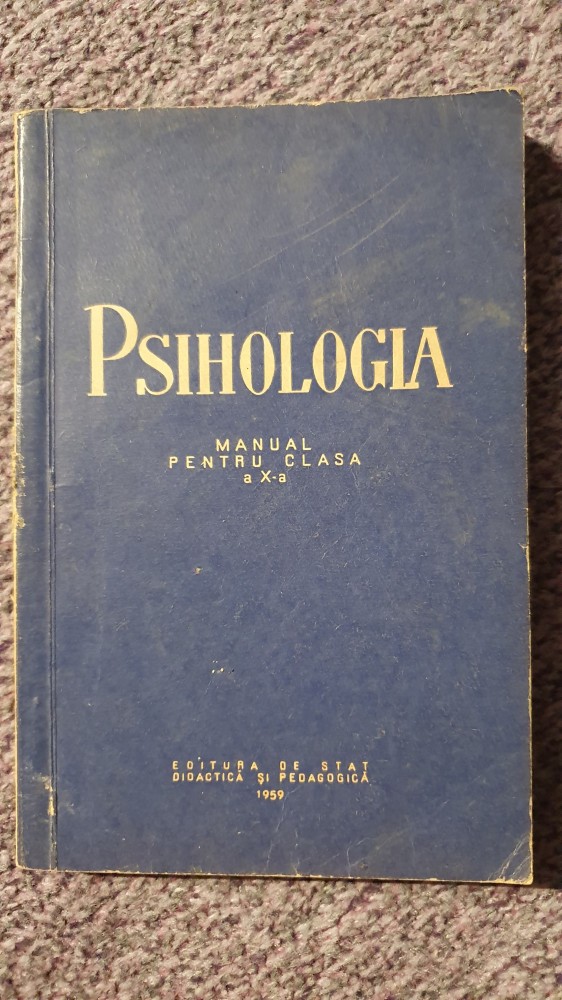 PSIHOLOGIA
MANUAL
PENTRU CLASA
a X-a
EDITURA DE STAT
DIDACTICĂ ȘI PEDAGOGICĂ
1959